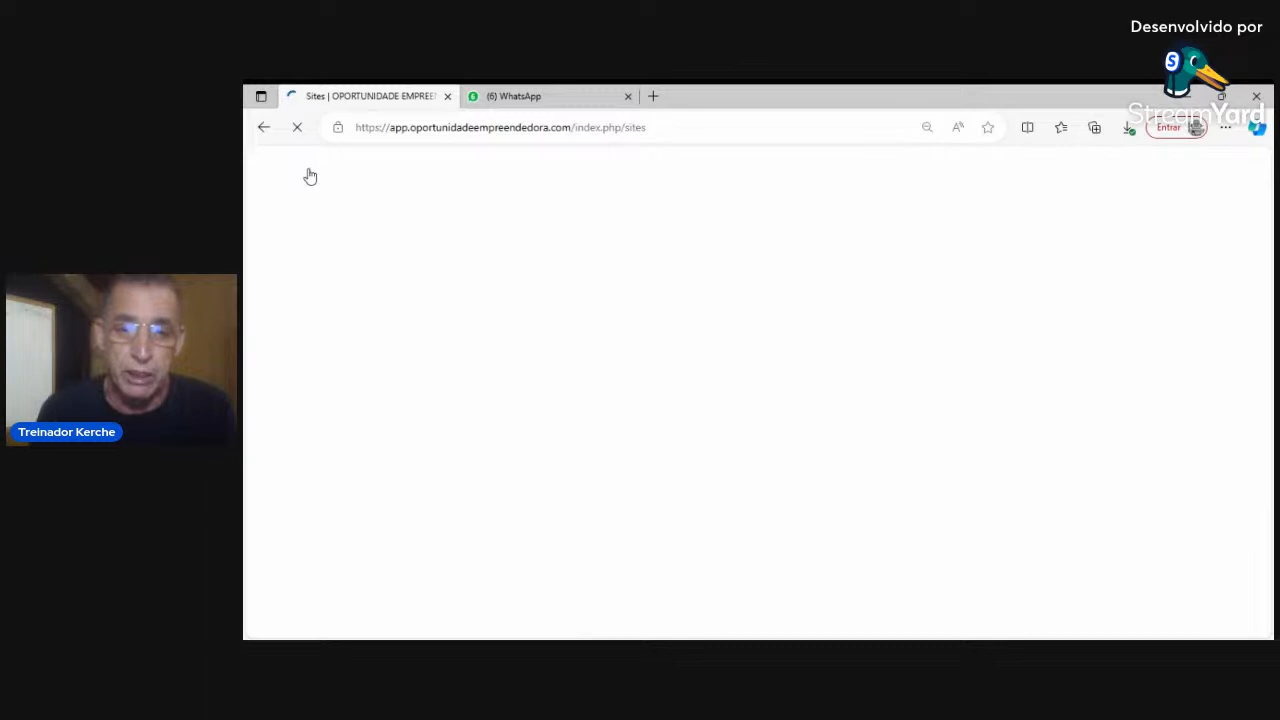 Desenvolvido por
StreamYard
Sites | OPORTUNIDADE EMPREE
(6) WhatsApp
https://app.oportunidadeempreendedora.com/index.php/sites
Entrar
Treinador Kerche